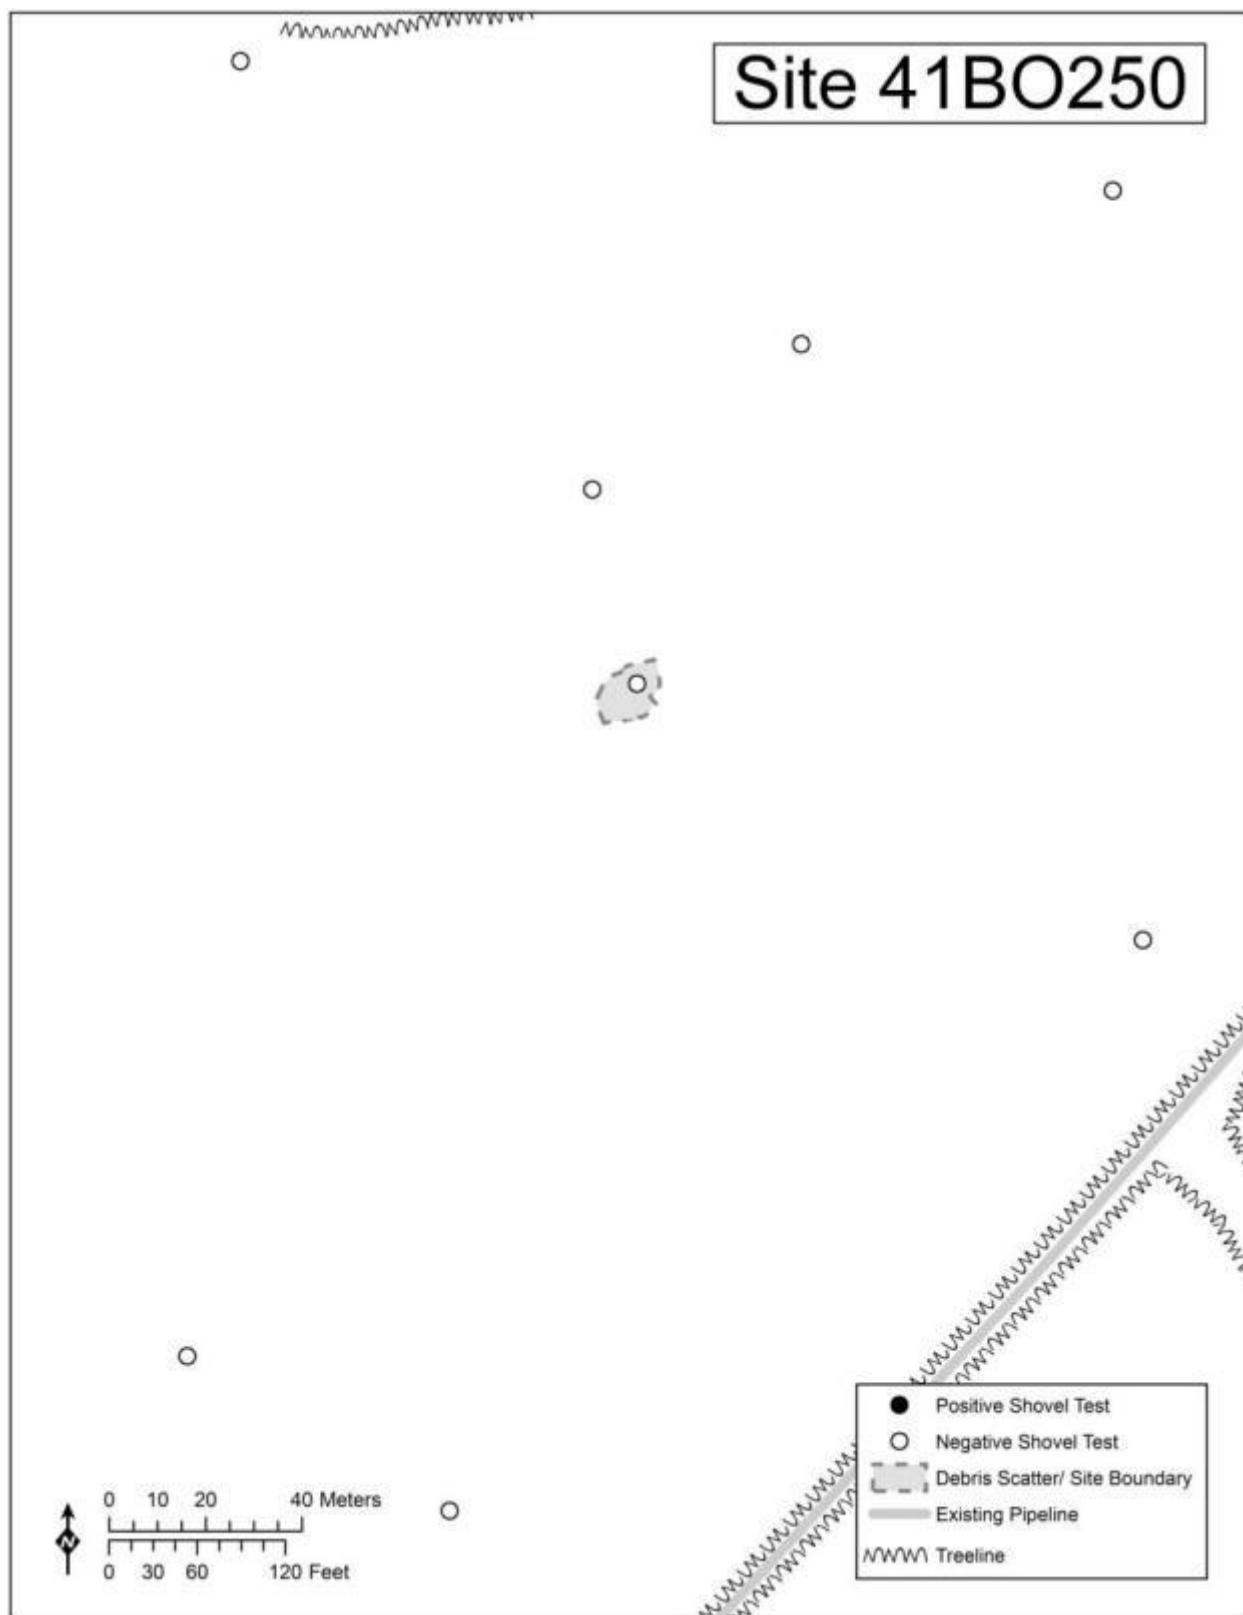 Site 41BO250
Positive Shovel Test
Negative Shovel Test
Debris Scatter/ Site Boundary
Existing Pipeline
Treeline
0 10 20 40 Meters
N
0 30 60 120 Feet